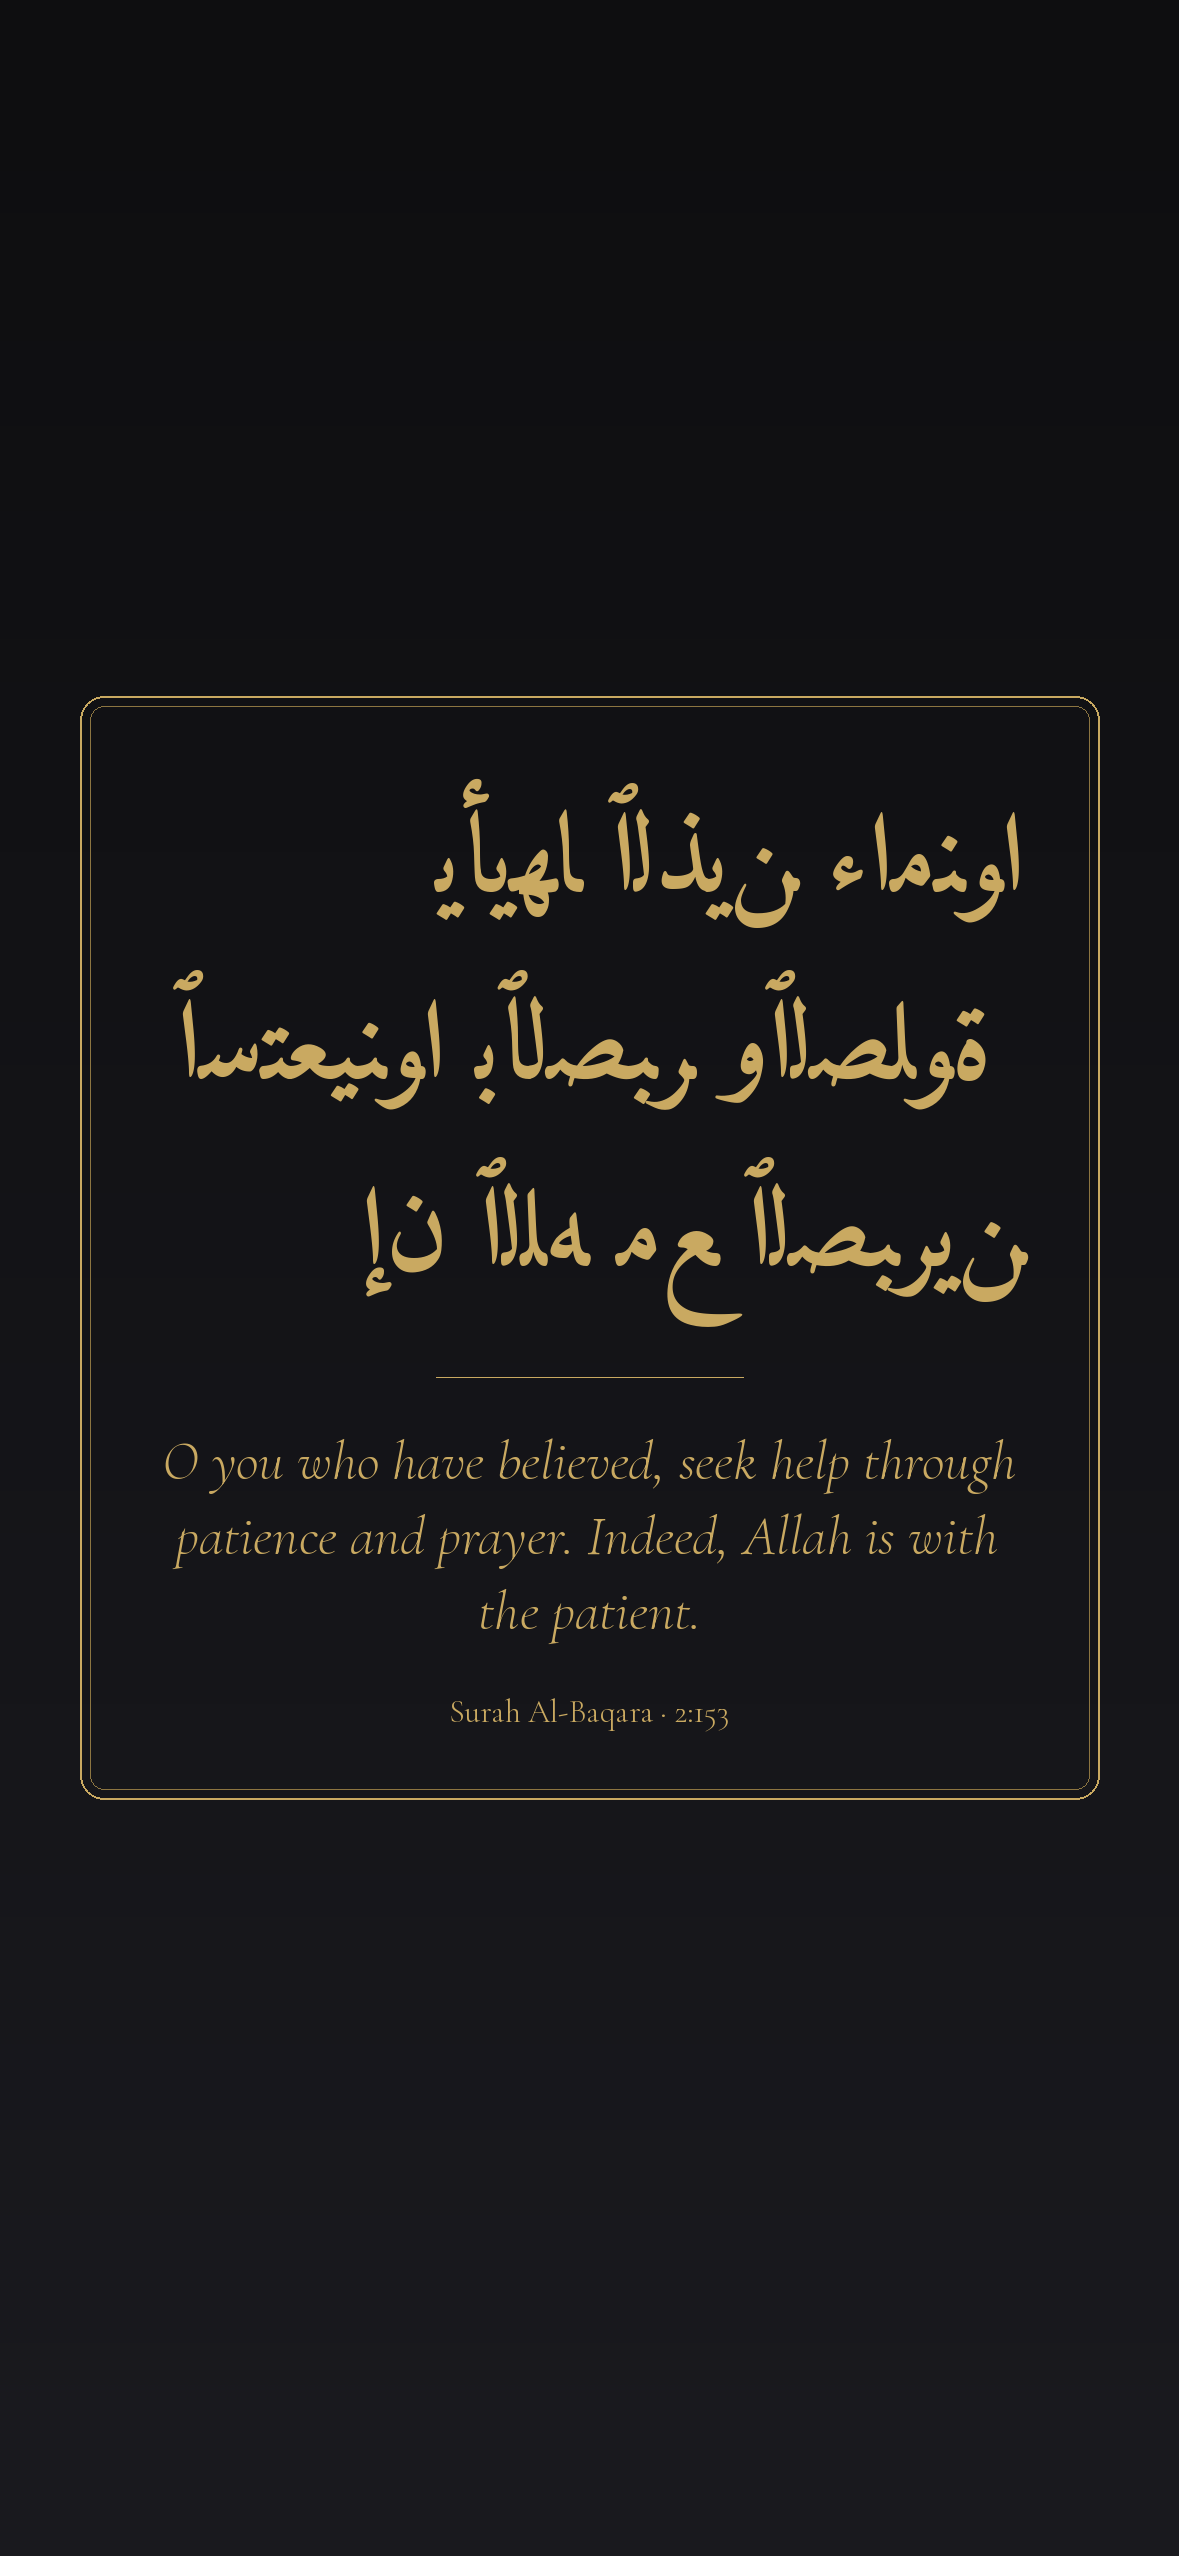 اونماء نيذلٱ اهيأي
ةولصلٱو ربصلٱب اونيعتسٱ
نيربصلٱ عم هللٱ نإ
O you who have believed, seek help through
patience and prayer. Indeed, Allah is with
the patient.
Surah Al-Baqara · 2:153